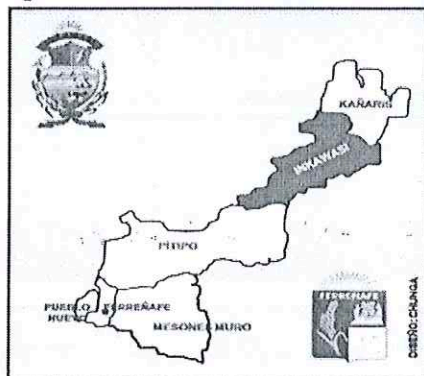 KAÑARIS
INKAWASI
PITIPO
PUEBLO
NUEVO
FERREÑAFE
MESONES MURO
FERREÑAFE
DISEÑO: CHUNGA